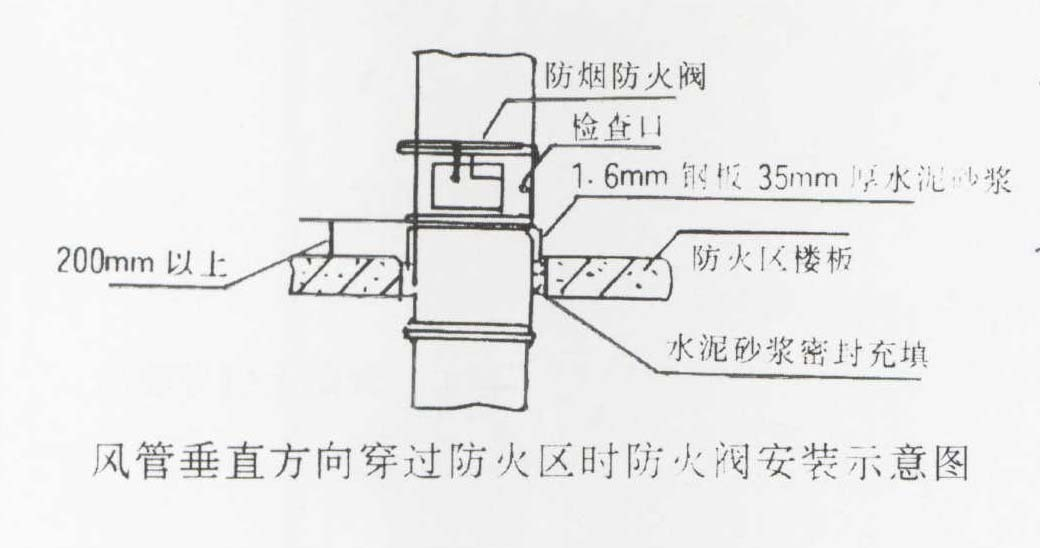 防烟防火阀
检查口
1.6mm 钢板 35mm 厚水泥砂浆
200mm 以上
防火区楼板
水泥砂浆密封充填
风管垂直方向穿过防火区时防火阀安装示意图